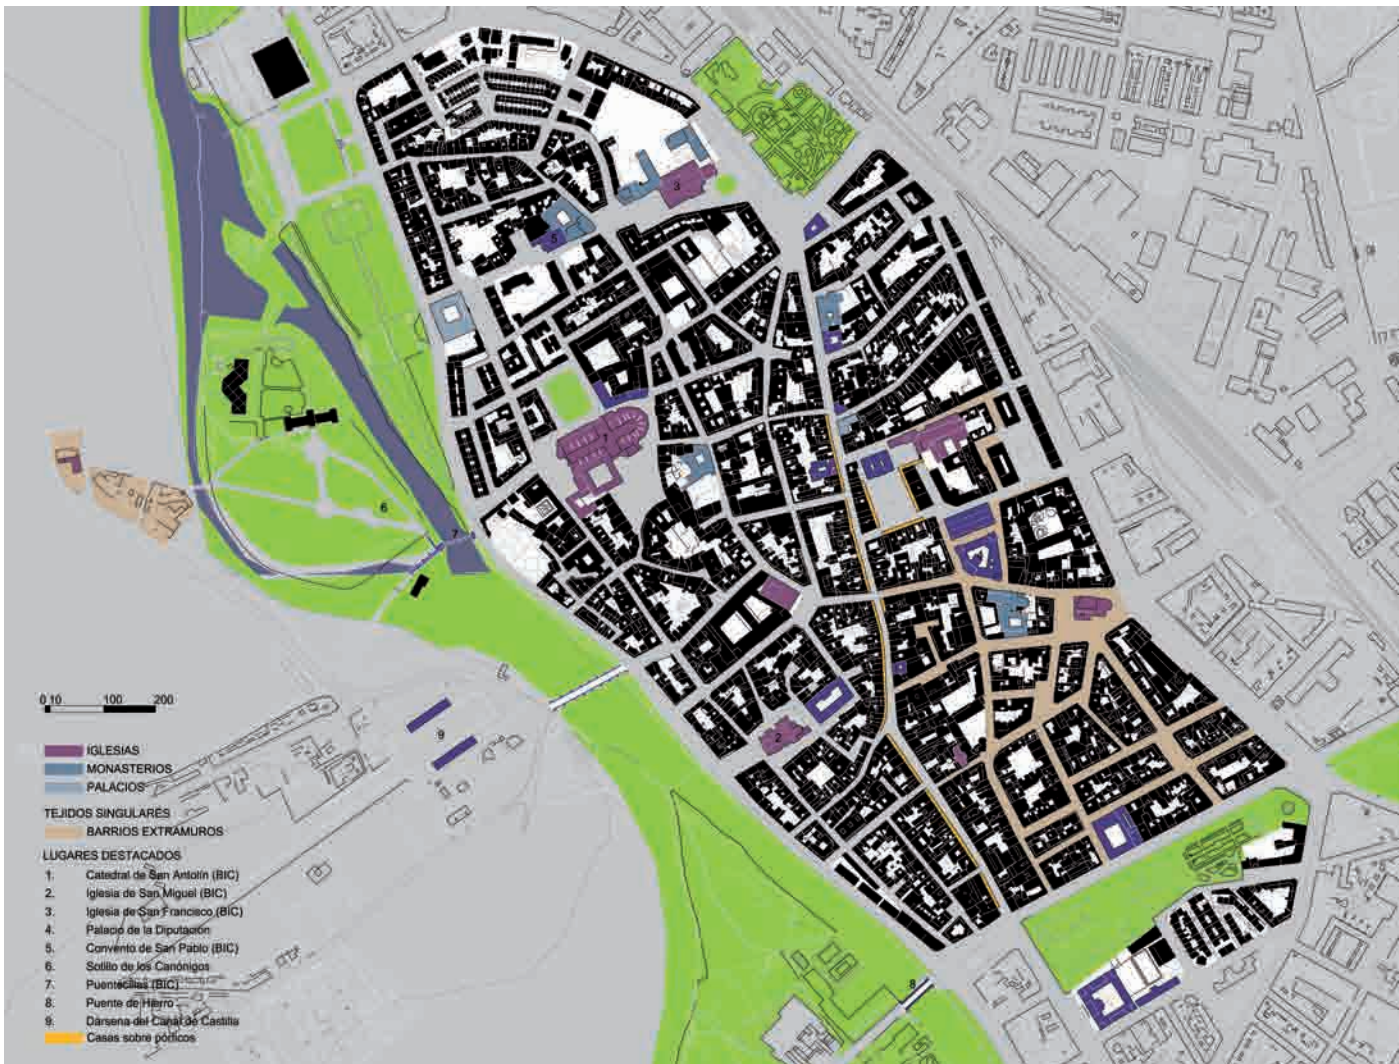 3
5
1
6
7
2
9
8
0 10 100 200
IGLESIAS
MONASTERIOS
PALACIOS
TEJIDOS SINGULARES
BARRIOS EXTRAMUROS
LUGARES DESTACADOS
1. Catedral de San Antolín (BIC)
2. Iglesia de San Miguel (BIC)
3. Iglesia de San Francisco (BIC)
4. Palacio de la Diputación
5. Convento de San Pablo (BIC)
6. Sotillo de los Canónigos
7. Puentecillas (BIC)
8. Puente de Hierro
9. Dársena del Canal de Castilla
Casas sobre pórticos